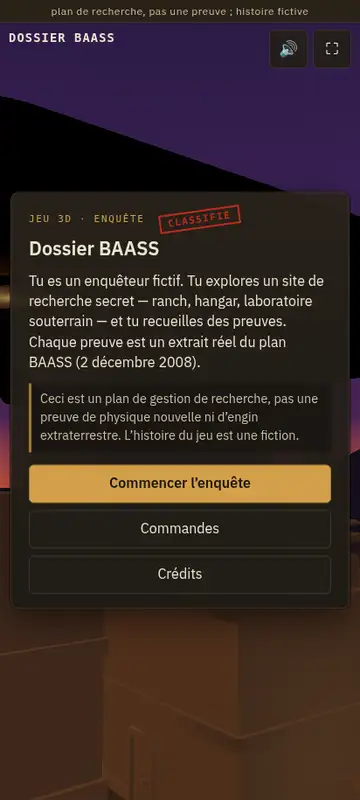 plan de recherche, pas une preuve ; histoire fictive
DOSSIER BAASS
JEU 3D · ENQUÊTE
CLASSIFIÉ
Dossier BAASS
Tu es un enquêteur fictif. Tu explores un site de
recherche secret — ranch, hangar, laboratoire
souterrain — et tu recueilles des preuves.
Chaque preuve est un extrait réel du plan
BAASS (2 décembre 2008).
Ceci est un plan de gestion de recherche, pas une
preuve de physique nouvelle ni d’engin
extraterrestre. L’histoire du jeu est une fiction.
Commencer l’enquête
Commandes
Crédits